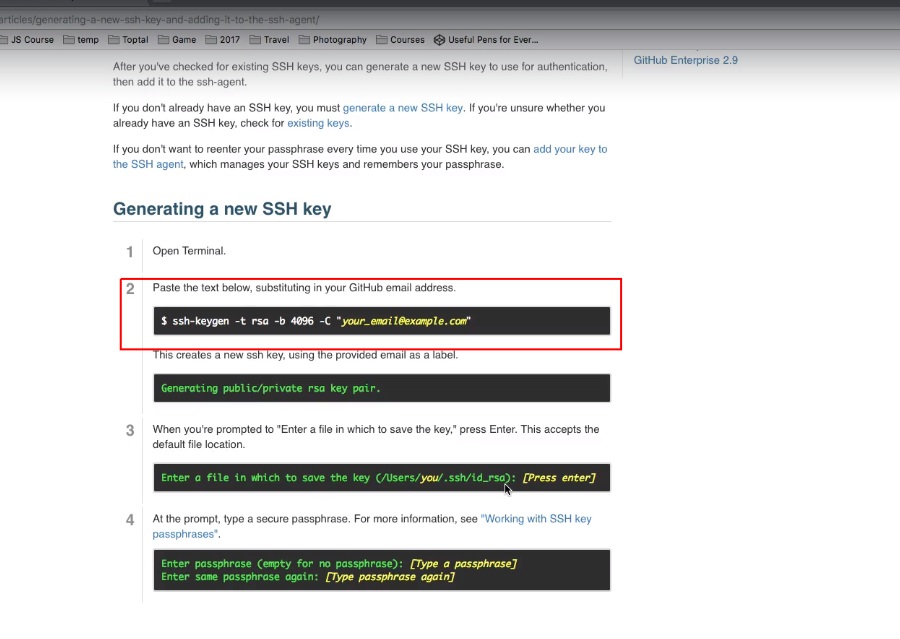 articles/generating-a-new-ssh-key-and-adding-it-to-the-ssh-agent/
JS Course temp Toptal Game 2017 Travel Photography Courses Useful Pens for Ever...
After you've checked for existing SSH keys, you can generate a new SSH key to use for authentication,
then add it to the ssh-agent.
GitHub Enterprise 2.9
If you don't already have an SSH key, you must generate a new SSH key. If you're unsure whether you
already have an SSH key, check for existing keys.
If you don't want to reenter your passphrase every time you use your SSH key, you can add your key to
the SSH agent, which manages your SSH keys and remembers your passphrase.
Generating a new SSH key
1 Open Terminal.
2 Paste the text below, substituting in your GitHub email address.
$ ssh-keygen -t rsa -b 4096 -C "your_email@example.com"
This creates a new ssh key, using the provided email as a label.
Generating public/private rsa key pair.
3 When you're prompted to "Enter a file in which to save the key," press Enter. This accepts the
default file location.
Enter a file in which to save the key (/Users/you/.ssh/id_rsa): [Press enter]
4 At the prompt, type a secure passphrase. For more information, see "Working with SSH key
passphrases".
Enter passphrase (empty for no passphrase): [Type a passphrase]
Enter same passphrase again: [Type passphrase again]